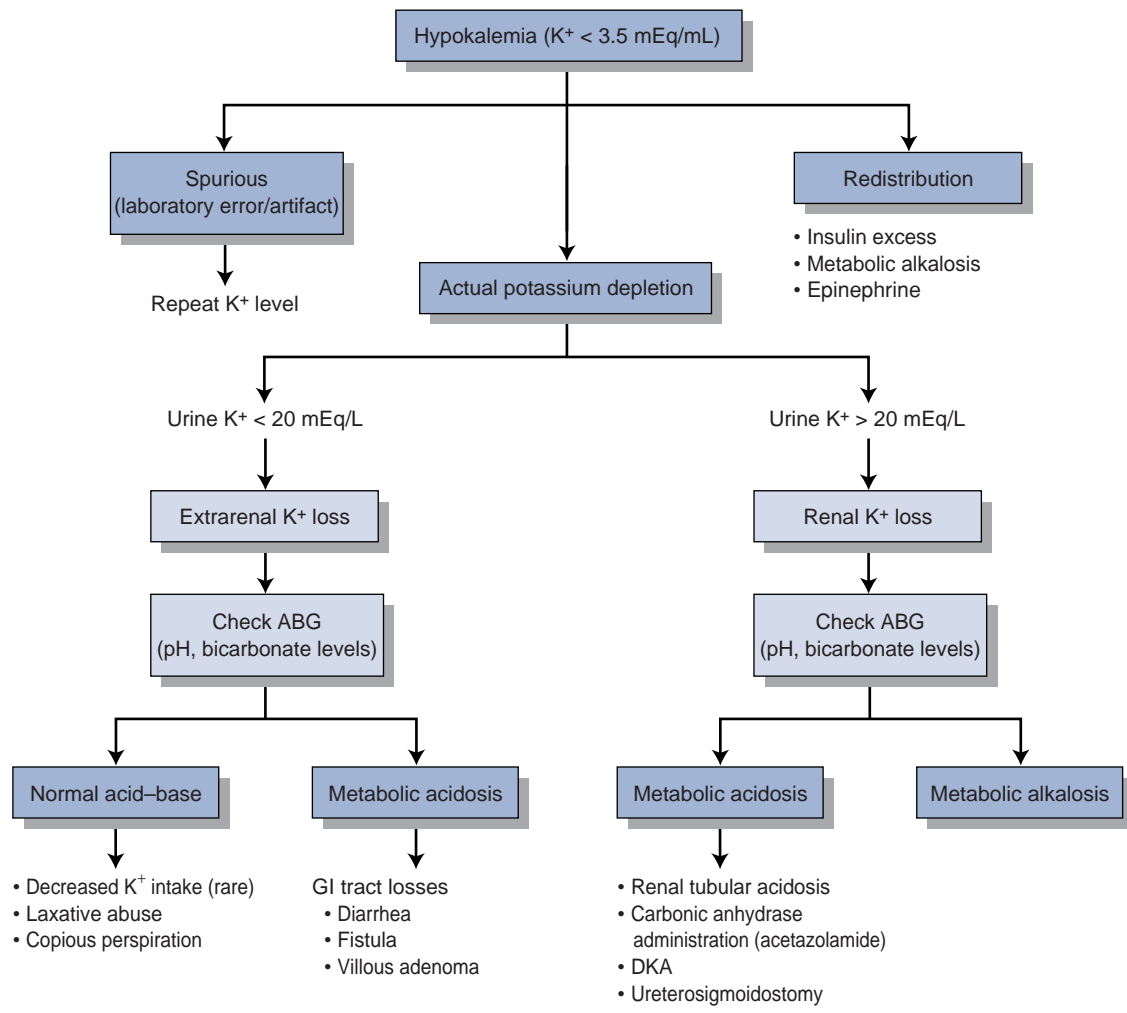 Hypokalemia (K+ < 3.5 mEq/mL)
Spurious
(laboratory error/artifact)
Repeat K+ level
Redistribution
• Insulin excess
• Metabolic alkalosis
• Epinephrine
Actual potassium depletion
Urine K+ < 20 mEq/L
Urine K+ > 20 mEq/L
Extrarenal K+ loss
Renal K+ loss
Check ABG
(pH, bicarbonate levels)
Check ABG
(pH, bicarbonate levels)
Normal acid–base
Metabolic acidosis
Metabolic acidosis
Metabolic alkalosis
• Decreased K+ intake (rare)
• Laxative abuse
• Copious perspiration
GI tract losses
• Diarrhea
• Fistula
• Villous adenoma
• Renal tubular acidosis
• Carbonic anhydrase
administration (acetazolamide)
• DKA
• Ureterosigmoidostomy